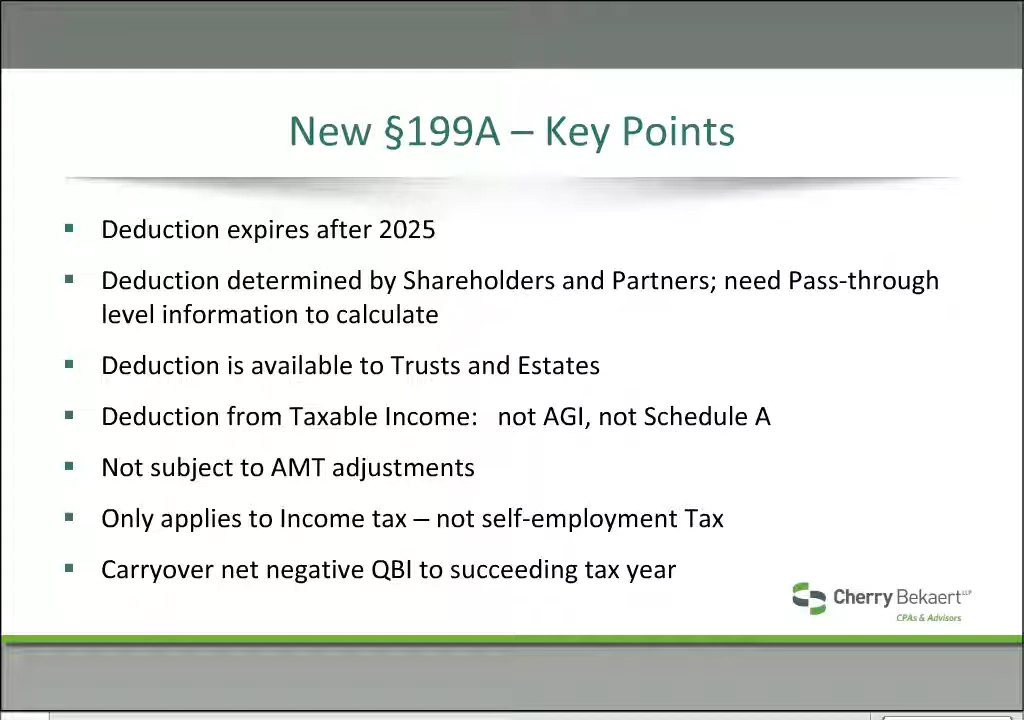 New §199A – Key Points
▪ Deduction expires after 2025
▪ Deduction determined by Shareholders and Partners; need Pass-through
level information to calculate
▪ Deduction is available to Trusts and Estates
▪ Deduction from Taxable Income:   not AGI, not Schedule A
▪ Not subject to AMT adjustments
▪ Only applies to Income tax – not self-employment Tax
▪ Carryover net negative QBI to succeeding tax year
Cherry Bekaert LLP
CPAs & Advisors